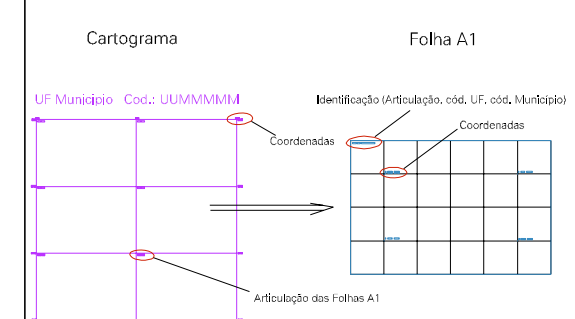 Cartograma
Folha A1
UF Município Cod.: UUMMMMM
Identificação (Articulação, cód. UF, cód. Município)
Coordenadas
Coordenadas
Articulação das Folhas A1